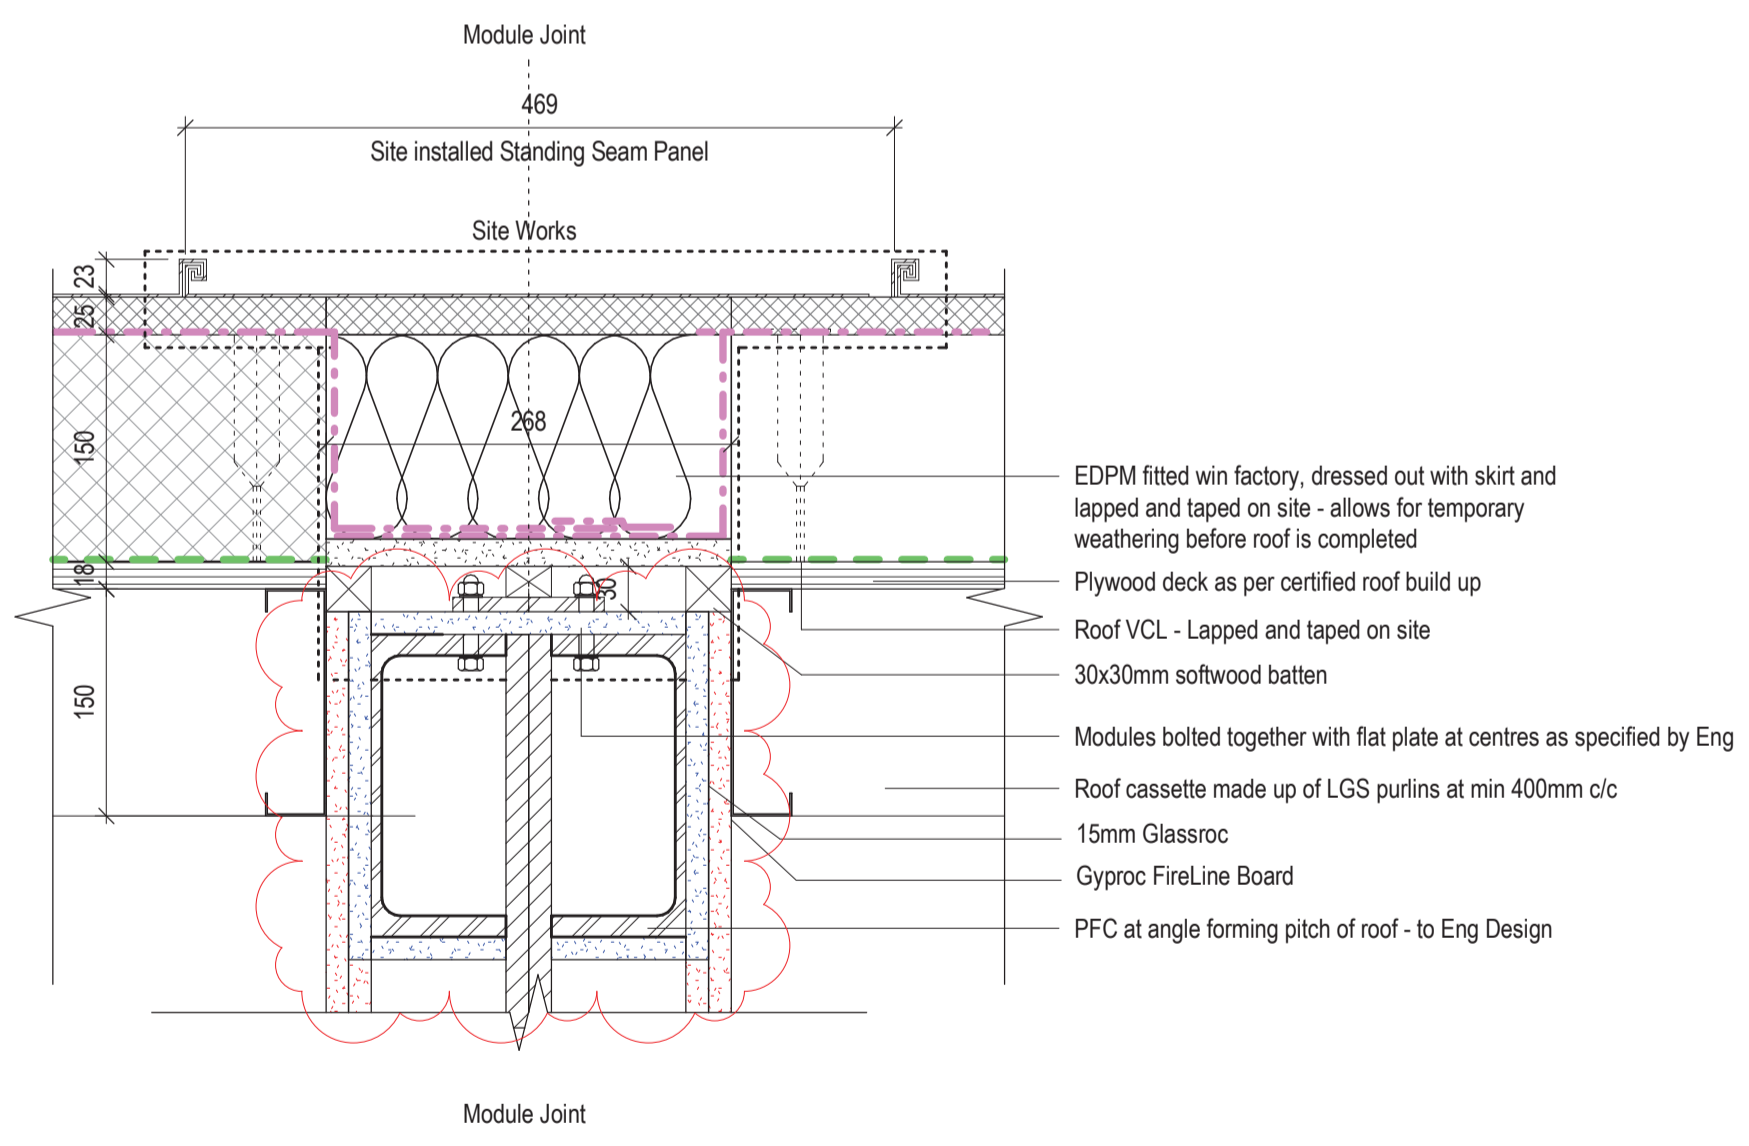 Module Joint
469
Site installed Standing Seam Panel
Site Works
23
25
268
150
EDPM fitted win factory, dressed out with skirt and
lapped and taped on site - allows for temporary
weathering before roof is completed
18
30
Plywood deck as per certified roof build up
Roof VCL - Lapped and taped on site
30x30mm softwood batten
150
Modules bolted together with flat plate at centres as specified by Eng
Roof cassette made up of LGS purlins at min 400mm c/c
15mm Glassroc
Gyproc FireLine Board
PFC at angle forming pitch of roof - to Eng Design
Module Joint